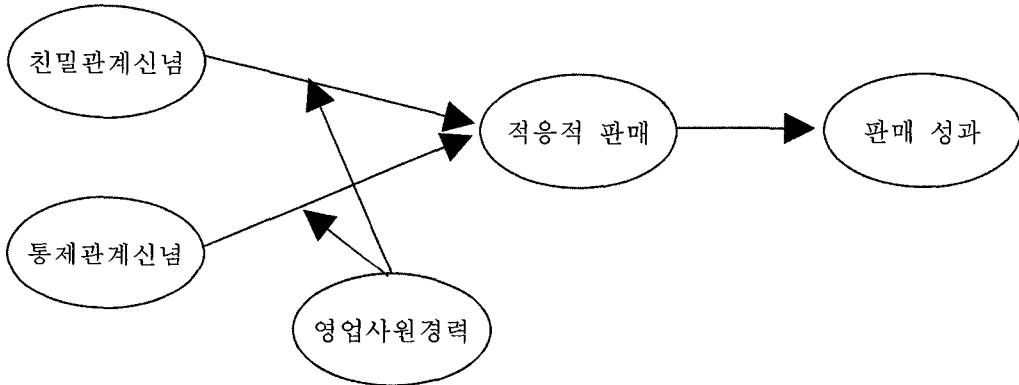 친밀관계신념
적응적 판매
판매 성과
통제관계신념
영업사원경력